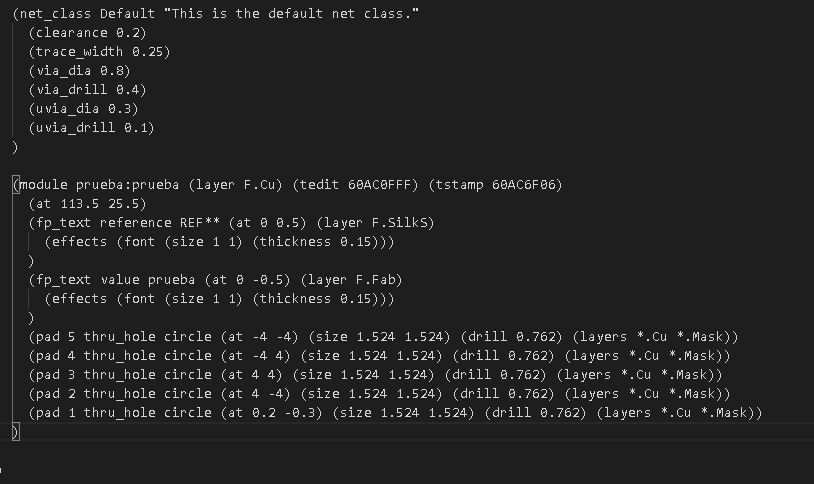 (net_class Default "This is the default net class."
  (clearance 0.2)
  (trace_width 0.25)
  (via_dia 0.8)
  (via_drill 0.4)
  (uvia_dia 0.3)
  (uvia_drill 0.1)
)

(module prueba:prueba (layer F.Cu) (tedit 60AC0FFF) (tstamp 60AC6F06)
  (at 113.5 25.5)
  (fp_text reference REF** (at 0 0.5) (layer F.SilkS)
    (effects (font (size 1 1) (thickness 0.15)))
  )
  (fp_text value prueba (at 0 -0.5) (layer F.Fab)
    (effects (font (size 1 1) (thickness 0.15)))
  )
  (pad 5 thru_hole circle (at -4 -4) (size 1.524 1.524) (drill 0.762) (layers *.Cu *.Mask))
  (pad 4 thru_hole circle (at -4 4) (size 1.524 1.524) (drill 0.762) (layers *.Cu *.Mask))
  (pad 3 thru_hole circle (at 4 4) (size 1.524 1.524) (drill 0.762) (layers *.Cu *.Mask))
  (pad 2 thru_hole circle (at 4 -4) (size 1.524 1.524) (drill 0.762) (layers *.Cu *.Mask))
  (pad 1 thru_hole circle (at 0.2 -0.3) (size 1.524 1.524) (drill 0.762) (layers *.Cu *.Mask))
)